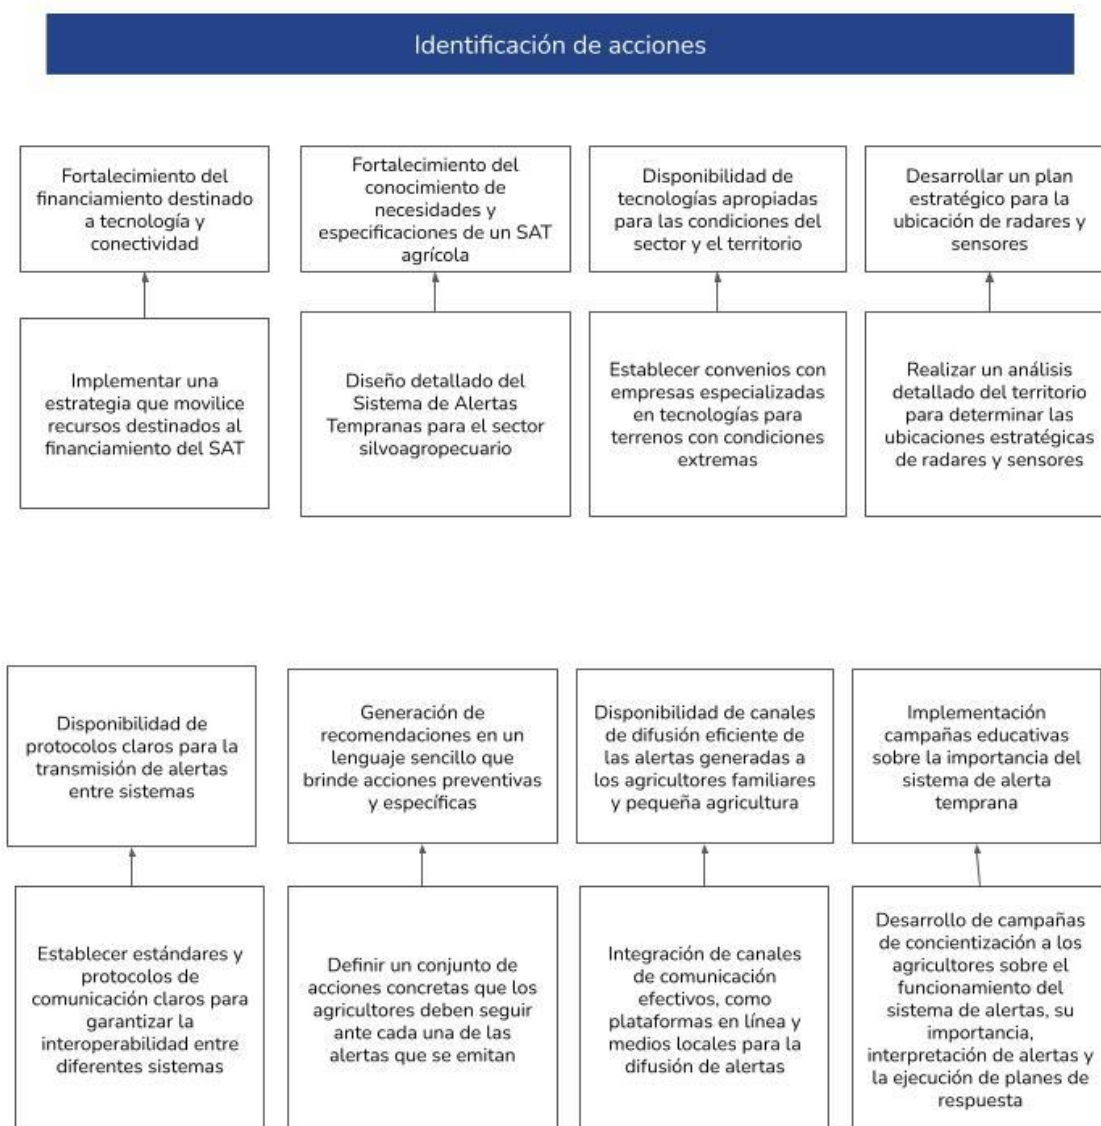 Identificación de acciones
Fortalecimiento del
financiamiento destinado
a tecnología y
conectividad
Fortalecimiento del
conocimiento de
necesidades y
especificaciones de un SAT
agrícola
Disponibilidad de
tecnologías apropiadas
para las condiciones del
sector y el territorio
Desarrollar un plan
estratégico para la
ubicación de radares y
sensores
Implementar una
estrategia que movilice
recursos destinados al
financiamiento del SAT
Diseño detallado del
Sistema de Alertas
Tempranas para el sector
silvoagropecuario
Establecer convenios con
empresas especializadas
en tecnologías para
terrenos con condiciones
extremas
Realizar un análisis
detallado del territorio
para determinar las
ubicaciones estratégicas
de radares y sensores
Disponibilidad de
protocolos claros para la
transmisión de alertas
entre sistemas
Generación de
recomendaciones en un
lenguaje sencillo que
brinde acciones preventivas
y específicas
Disponibilidad de canales
de difusión eficiente de
las alertas generadas a
los agricultores familiares
y pequeña agricultura
Implementación
campañas educativas
sobre la importancia del
sistema de alerta
temprana
Establecer estándares y
protocolos de
comunicación claros para
garantizar la
interoperabilidad entre
diferentes sistemas
Definir un conjunto de
acciones concretas que los
agricultores deben seguir
ante cada una de las
alertas que se emitan
Integración de canales
de comunicación
efectivos, como
plataformas en línea y
medios locales para la
difusión de alertas
Desarrollo de campañas
de concientización a los
agricultores sobre el
funcionamiento del
sistema de alertas, su
importancia,
interpretación de alertas y
la ejecución de planes de
respuesta